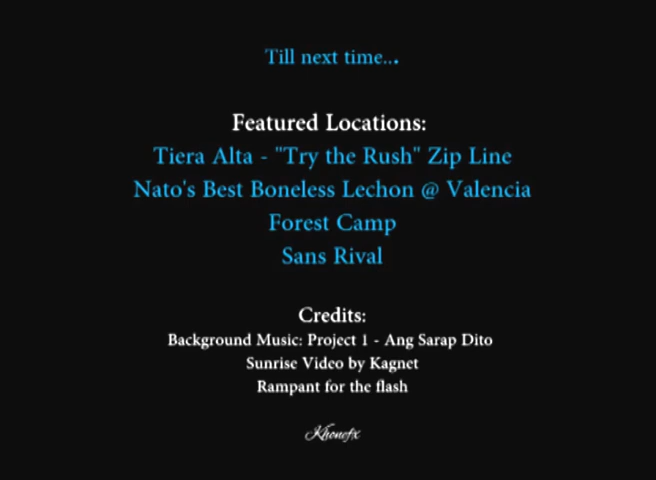 Till next time...
Featured Locations:
Tiera Alta - "Try the Rush" Zip Line
Nato's Best Boneless Lechon @ Valencia
Forest Camp
Sans Rival
Credits:
Background Music: Project 1 - Ang Sarap Dito
Sunrise Video by Kagnet
Rampant for the flash
Khonofx